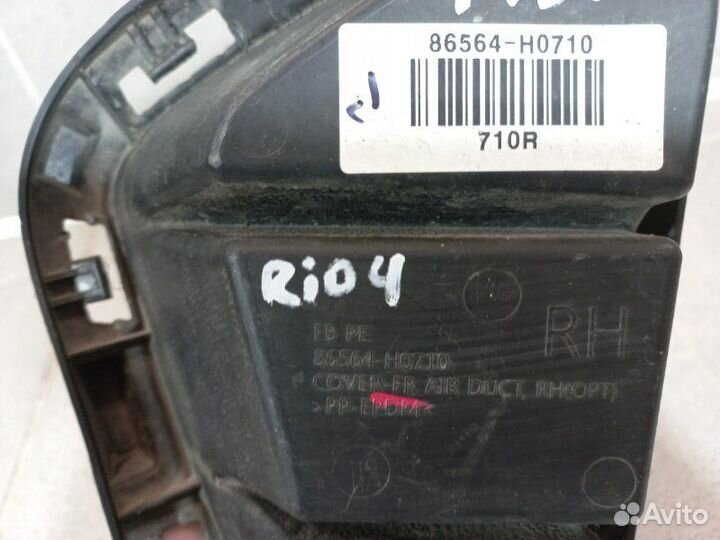 86564-H0710
710R
Rio4
RH
FB PE
86564-H0710
COVER-FR AIR DUCT, RH(OPT)
>PP-EPDM<
Avito